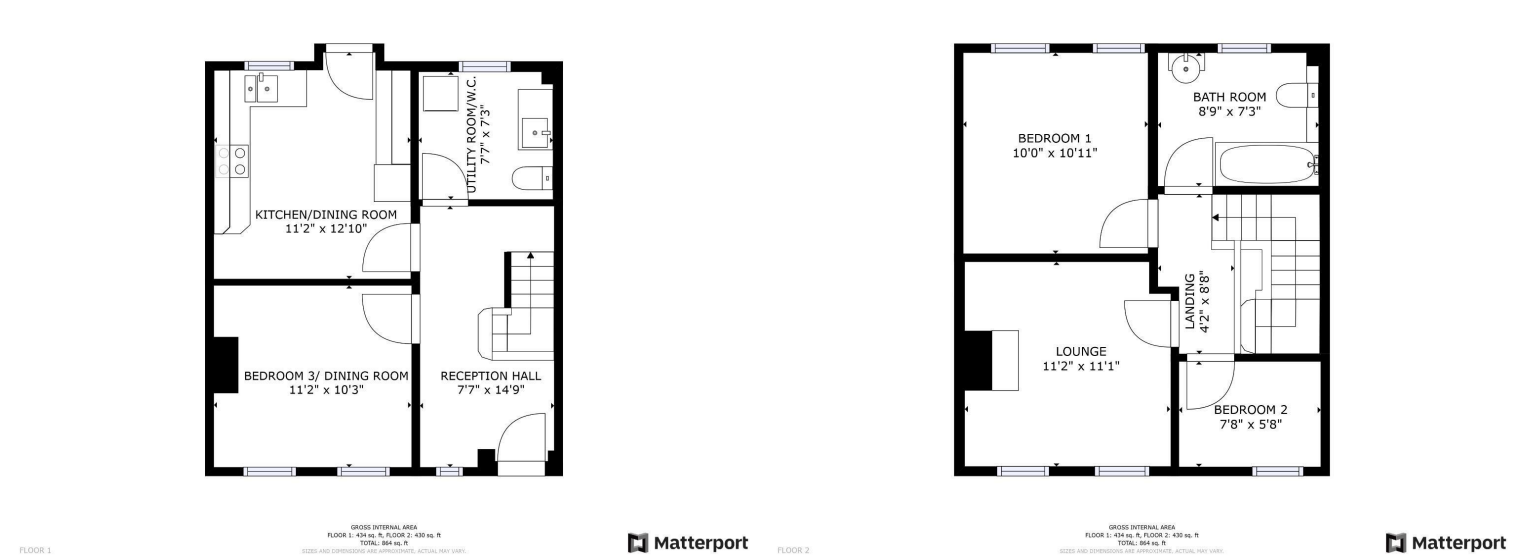 KITCHEN/DINING ROOM
11'2" x 12'10"
UTILITY ROOM/W.C.
7'7" x 7'3"
BEDROOM 3/ DINING ROOM
11'2" x 10'3"
RECEPTION HALL
7'7" x 14'9"
GROSS INTERNAL AREA
FLOOR 1: 434 sq. ft, FLOOR 2: 430 sq. ft
TOTAL: 864 sq. ft
SIZES AND DIMENSIONS ARE APPROXIMATE, ACTUAL MAY VARY.
FLOOR 1
Matterport
BEDROOM 1
10'0" x 10'11"
BATH ROOM
8'9" x 7'3"
LANDING
4'2" x 8'8"
LOUNGE
11'2" x 11'1"
BEDROOM 2
7'8" x 5'8"
GROSS INTERNAL AREA
FLOOR 1: 434 sq. ft, FLOOR 2: 430 sq. ft
TOTAL: 864 sq. ft
SIZES AND DIMENSIONS ARE APPROXIMATE, ACTUAL MAY VARY.
FLOOR 2
Matterport